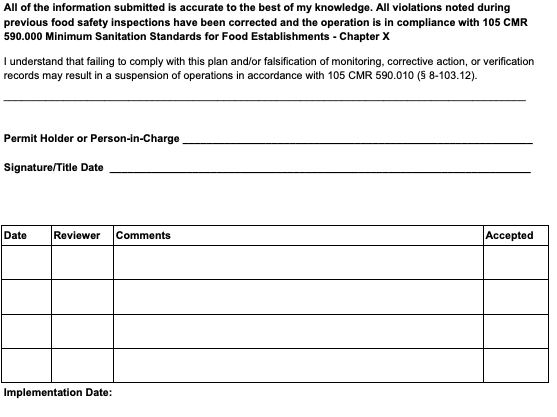 All of the information submitted is accurate to the best of my knowledge. All violations noted during
previous food safety inspections have been corrected and the operation is in compliance with 105 CMR
590.000 Minimum Sanitation Standards for Food Establishments - Chapter X
I understand that failing to comply with this plan and/or falsification of monitoring, corrective action, or verification
records may result in a suspension of operations in accordance with 105 CMR 590.010 (§ 8-103.12).
Permit Holder or Person-in-Charge
Signature/Title Date
Date Reviewer Comments Accepted
Implementation Date: